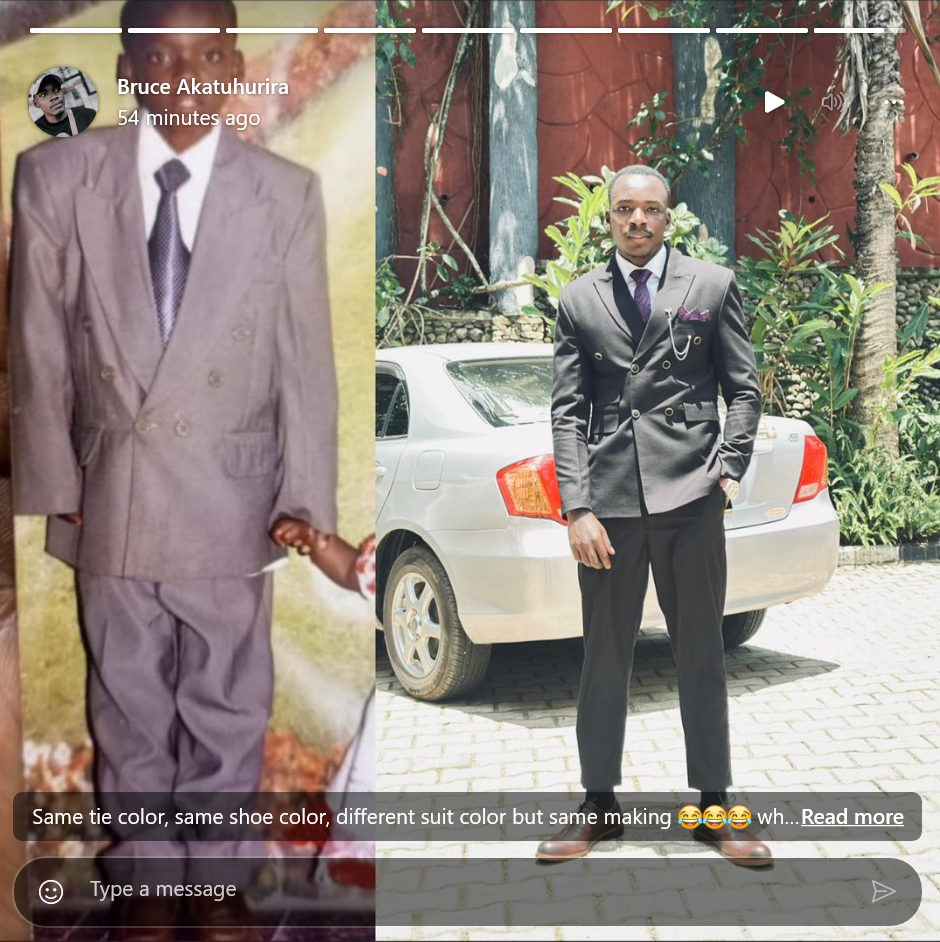 Bruce Akatuhurira
54 minutes ago
Same tie color, same shoe color, different suit color but same making 😂😂😂 wh...Read more
Type a message